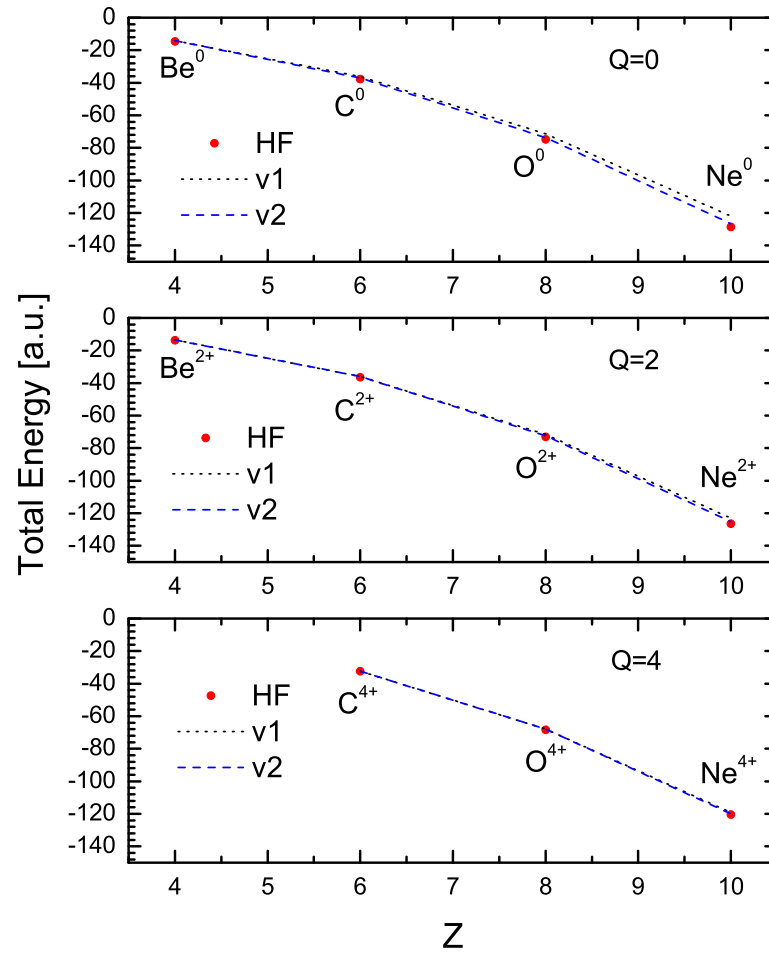 Total Energy [a.u.]
0
-20
-40
-60
-80
-100
-120
-140
Q=0
Be⁰
C⁰
O⁰
Ne⁰
HF
v1
v2
4 5 6 7 8 9 10
0
-20
-40
-60
-80
-100
-120
-140
Q=2
Be²⁺
C²⁺
O²⁺
Ne²⁺
HF
v1
v2
4 5 6 7 8 9 10
0
-20
-40
-60
-80
-100
-120
-140
Q=4
C⁴⁺
O⁴⁺
Ne⁴⁺
HF
v1
v2
4 5 6 7 8 9 10
Z